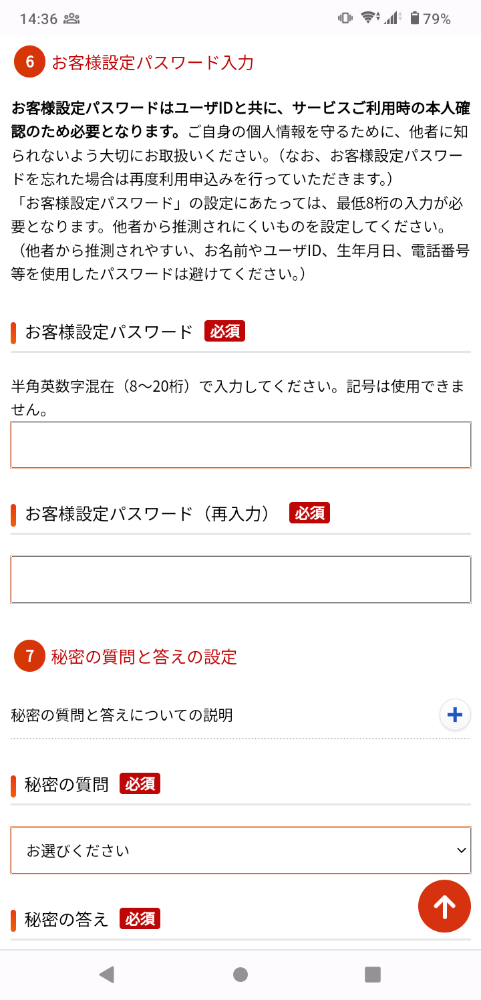 14:36
79%
6 お客様設定パスワード入力
お客様設定パスワードはユーザIDと共に、サービスご利用時の本人確
認のため必要となります。ご自身の個人情報を守るために、他者に知
られないよう大切にお取扱いください。（なお、お客様設定パスワー
ドを忘れた場合は再度利用申込みを行っていただきます。）
「お客様設定パスワード」の設定にあたっては、最低8桁の入力が必
要となります。他者から推測されにくいものを設定してください。
（他者から推測されやすい、お名前やユーザID、生年月日、電話番号
等を使用したパスワードは避けてください。）
お客様設定パスワード 必須
半角英数字混在（8～20桁）で入力してください。記号は使用できま
せん。
お客様設定パスワード（再入力） 必須
7 秘密の質問と答えの設定
秘密の質問と答えについての説明
秘密の質問 必須
お選びください
秘密の答え 必須